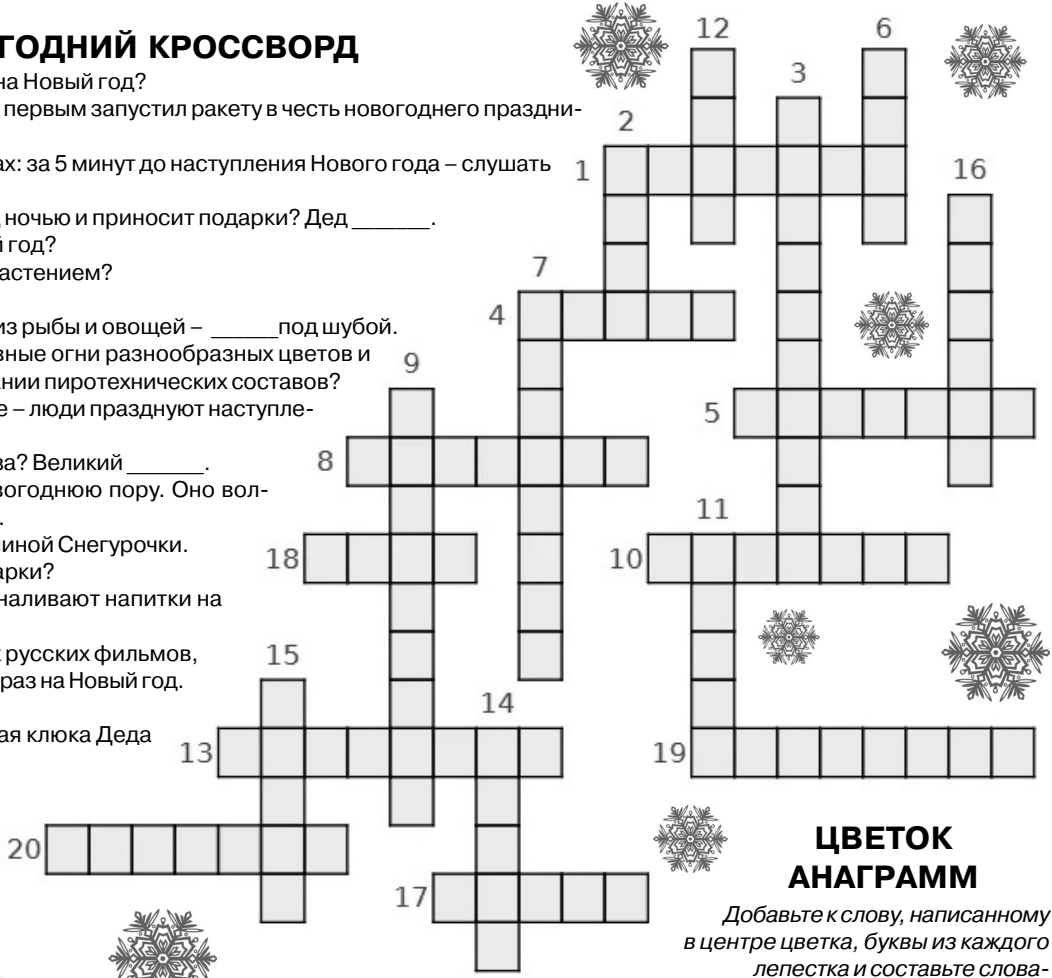 ГОДНИЙ КРОССВОРД
на Новый год?
первым запустил ракету в честь новогоднего праздни-
ах: за 5 минут до наступления Нового года – слушать
ночью и приносит подарки? Дед _______.
й год?
астением?
из рыбы и овощей – ______под шубой.
вные огни разнообразных цветов и
нии пиротехнических составов?
е – люди празднуют наступле-
ва? Великий _______.
вогоднюю пору. Оно вол-
.
линой Снегурочки.
арки?
наливают напитки на
х русских фильмов,
раз на Новый год.
ая клюка Деда
12
6
3
2
1
16
7
4
9
5
8
11
18
10
15
14
13
19
20
17
ЦВЕТОК
АНАГРАММ
Добавьте к слову, написанному
в центре цветка, буквы из каждого
лепестка и составьте слова-